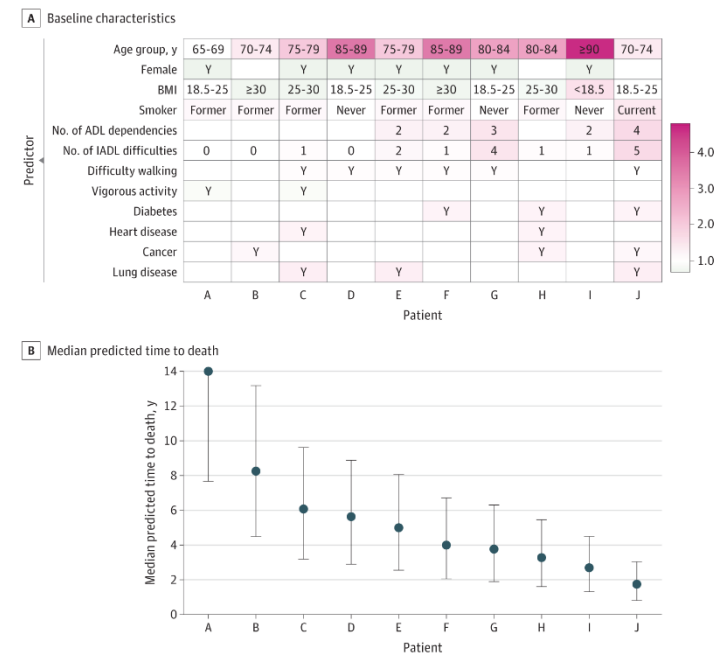 A Baseline characteristics
Predictor
Age group, y 65-69 70-74 75-79 85-89 75-79 85-89 80-84 80-84 ≥90 70-74
Female Y Y Y Y Y Y Y
BMI 18.5-25 ≥30 25-30 18.5-25 25-30 ≥30 18.5-25 25-30 <18.5 18.5-25
Smoker Former Former Former Never Former Former Never Former Never Current
No. of ADL dependencies 2 2 3 2 4
No. of IADL difficulties 0 0 1 0 2 1 4 1 1 5
Difficulty walking Y Y Y Y Y Y
Vigorous activity Y Y
Diabetes Y Y Y
Heart disease Y Y
Cancer Y Y Y
Lung disease Y Y Y
A B C D E F G H I J
Patient
4.0
3.0
2.0
1.0
B Median predicted time to death
Median predicted time to death, y
14
12
10
8
6
4
2
0
A B C D E F G H I J
Patient